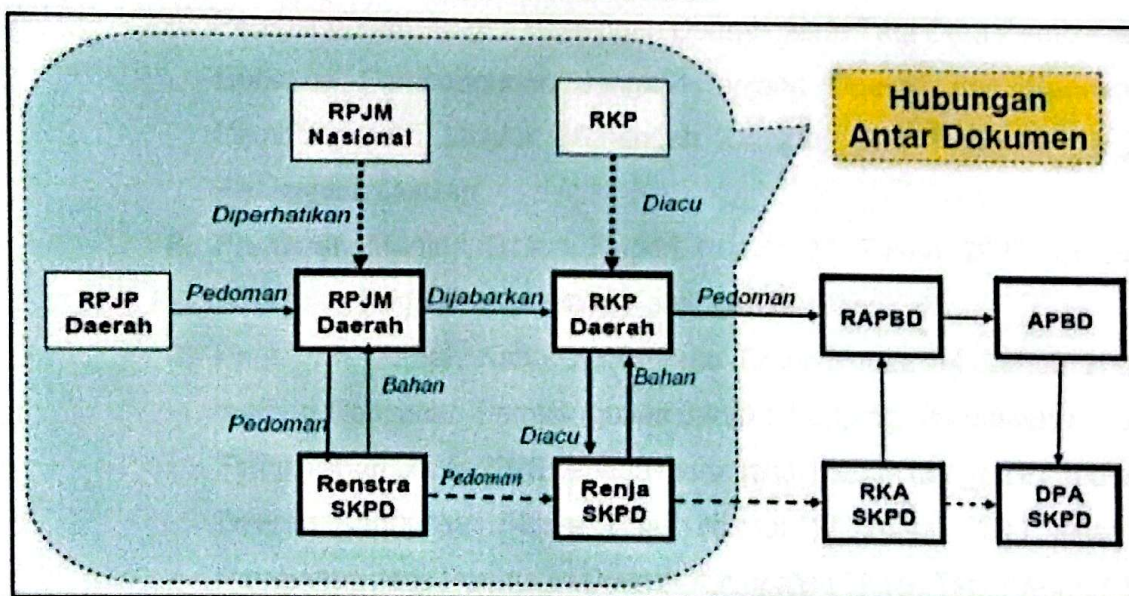 Hubungan
Antar Dokumen
RPJM
Nasional
RKP
Diperhatikan
Diacu
RPJP
Daerah
Pedoman
RPJM
Daerah
Dijabarkan
RKP
Daerah
Pedoman
RAPBD
APBD
Pedoman
Bahan
Diacu
Bahan
Renstra
SKPD
Pedoman
Renja
SKPD
RKA
SKPD
DPA
SKPD